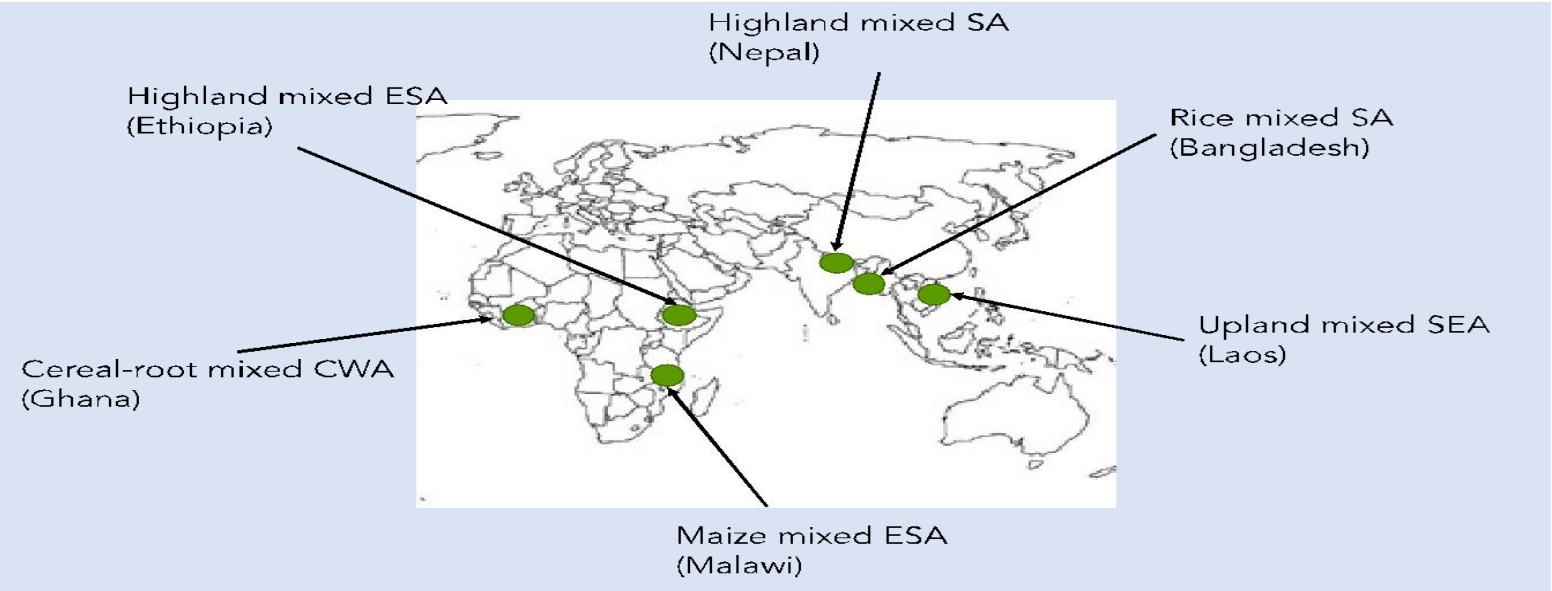 Highland mixed SA
(Nepal)
Highland mixed ESA
(Ethiopia)
Rice mixed SA
(Bangladesh)
Upland mixed SEA
(Laos)
Cereal-root mixed CWA
(Ghana)
Maize mixed ESA
(Malawi)